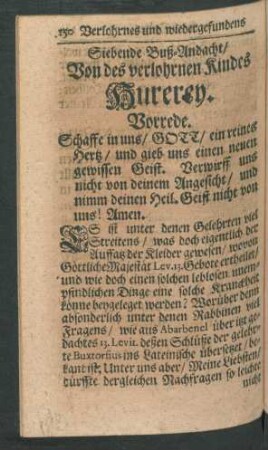 130 Verlohrnes und wiedergefundens
Siebende Buß-Andacht/
Von des verlohrnen Kindes
Hurerey.
Vorrede.
Schaffe in uns/ GOTT/ ein reines
Hertz/ und gieb uns einen neuen
gewissen Geist. Verwirff uns
nicht von deinem Angesicht/ und
nimm deinen Heil. Geist nicht von
uns! Amen.
ES ist unter denen Gelehrten viel
Streitens/ was doch eigentlich der
Auffatz der Kleider gewesen/ wovon
Göttliche Majestät Lev. 13. Gebote ertheilet/
und wie doch einen solchen leblosen unem-
pfindlichen Dinge eine solche Kranckheit
könne beygeleget werden? Worüber denn
absonderlich unter denen Rabbinen viel
Fragens/ wie aus Abarbenel über itzt ge-
dachtes 13. Levit. deßen Schlüße der gelehr-
te Buxtorfius ins Lateinische übersetzt/ be-
kant ist; Unter uns aber/ Meine Liebsten/
dürffte dergleichen Nachfragen so leichte
nicht